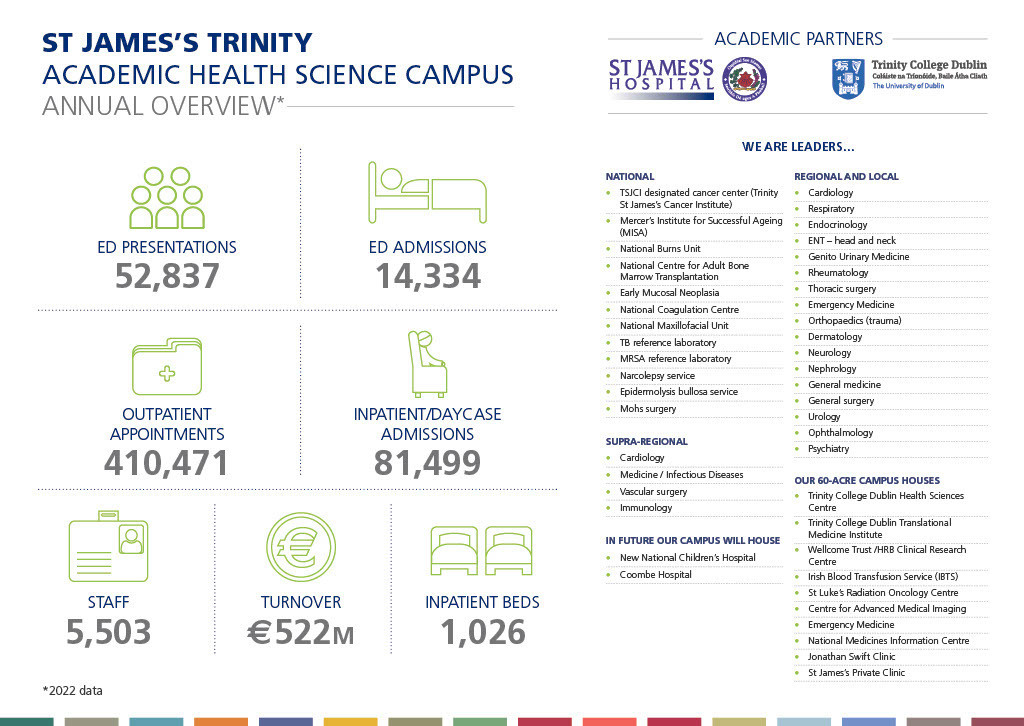 ST JAMES’S TRINITY
ACADEMIC HEALTH SCIENCE CAMPUS
ANNUAL OVERVIEW*
ED PRESENTATIONS
52,837
ED ADMISSIONS
14,334
OUTPATIENT
APPOINTMENTS
410,471
INPATIENT/DAYCASE
ADMISSIONS
81,499
STAFF
5,503
TURNOVER
€522M
INPATIENT BEDS
1,026
*2022 data
ACADEMIC PARTNERS
ST JAMES’S
HOSPITAL
Trinity College Dublin
Coláiste na Tríonóide, Baile Átha Cliath
The University of Dublin
WE ARE LEADERS...
NATIONAL
• TSJCI designated cancer center (Trinity
St James’s Cancer Institute)
• Mercer’s Institute for Successful Ageing
(MISA)
• National Burns Unit
• National Centre for Adult Bone
Marrow Transplantation
• Early Mucosal Neoplasia
• National Coagulation Centre
• National Maxillofacial Unit
• TB reference laboratory
• MRSA reference laboratory
• Narcolepsy service
• Epidermolysis bullosa service
• Mohs surgery
SUPRA-REGIONAL
• Cardiology
• Medicine / Infectious Diseases
• Vascular surgery
• Immunology
IN FUTURE OUR CAMPUS WILL HOUSE
• New National Children’s Hospital
• Coombe Hospital
REGIONAL AND LOCAL
• Cardiology
• Respiratory
• Endocrinology
• ENT – head and neck
• Genito Urinary Medicine
• Rheumatology
• Thoracic surgery
• Emergency Medicine
• Orthopaedics (trauma)
• Dermatology
• Neurology
• Nephrology
• General medicine
• General surgery
• Urology
• Ophthalmology
• Psychiatry
OUR 60-ACRE CAMPUS HOUSES
• Trinity College Dublin Health Sciences
Centre
• Trinity College Dublin Translational
Medicine Institute
• Wellcome Trust /HRB Clinical Research
Centre
• Irish Blood Transfusion Service (IBTS)
• St Luke’s Radiation Oncology Centre
• Centre for Advanced Medical Imaging
• Emergency Medicine
• National Medicines Information Centre
• Jonathan Swift Clinic
• St James’s Private Clinic